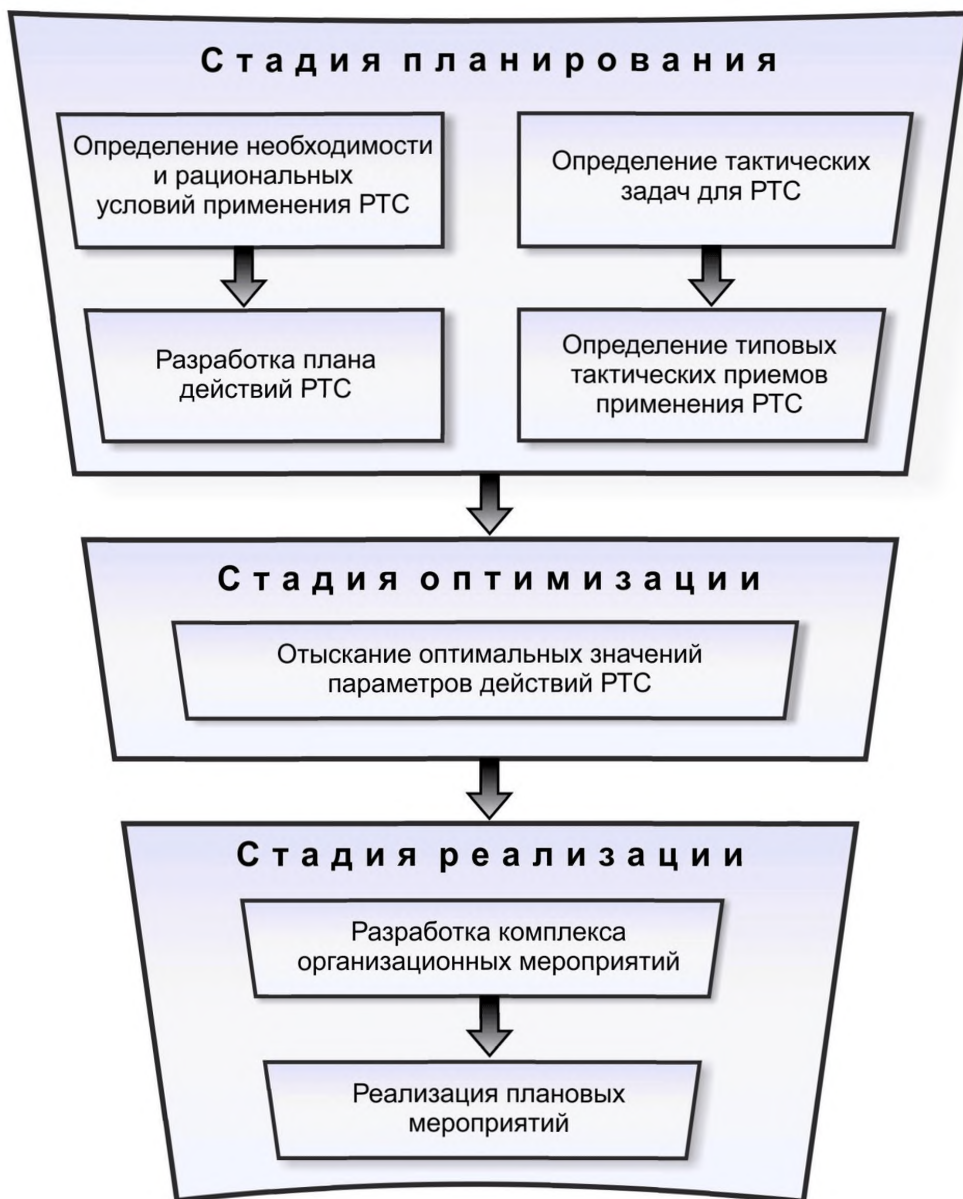 Стадия планирования
Определение необходимости
и рациональных
условий применения РТС
Определение тактических
задач для РТС
Разработка плана
действий РТС
Определение типовых
тактических приемов
применения РТС
Стадия оптимизации
Отыскание оптимальных значений
параметров действий РТС
Стадия реализации
Разработка комплекса
организационных мероприятий
Реализация плановых
мероприятий